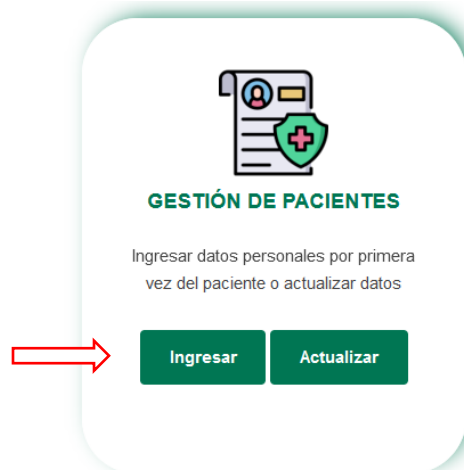 GESTIÓN DE PACIENTES
Ingresar datos personales por primera
vez del paciente o actualizar datos
Ingresar
Actualizar